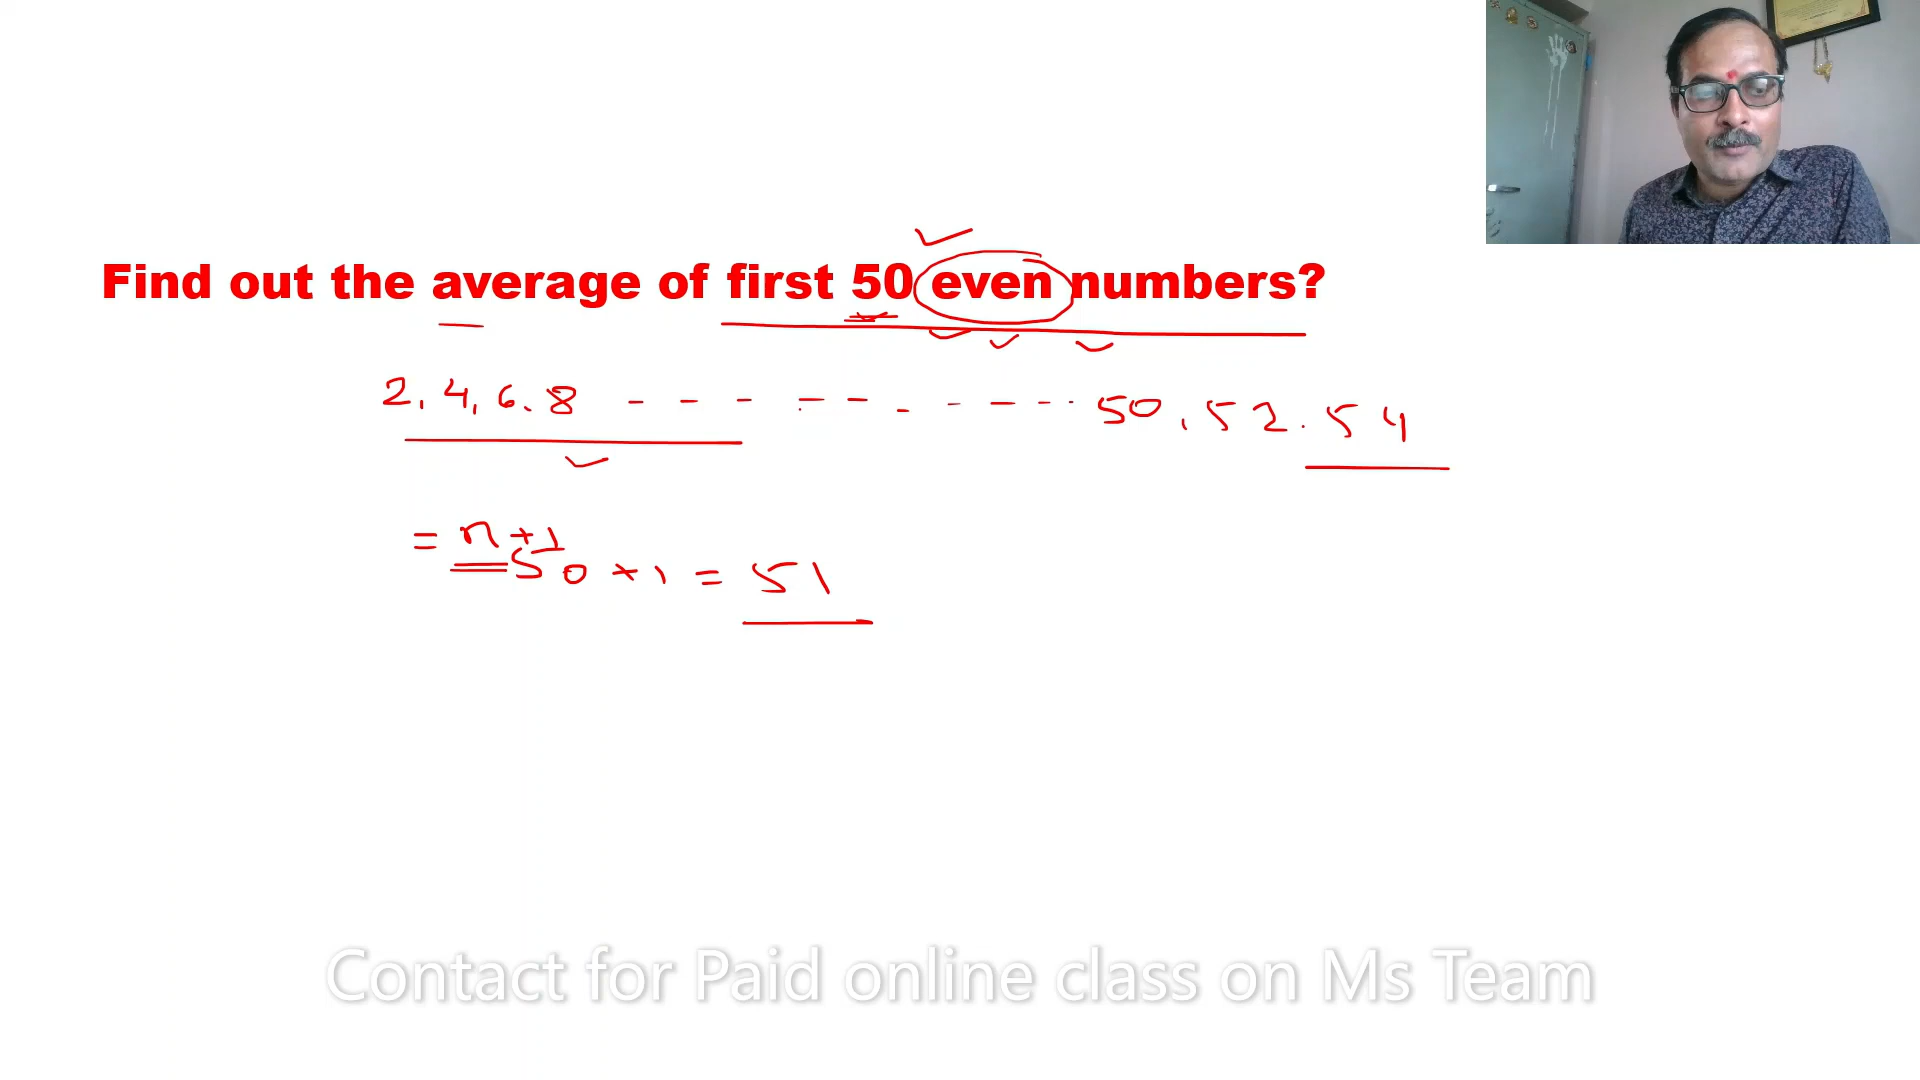 Find out the average of first 50 even numbers?
2, 4, 6. 8 - - - - - - - - - - 50, 52. 54
= n+1
50 + 1 = 51
Contact for Paid online class on Ms Team